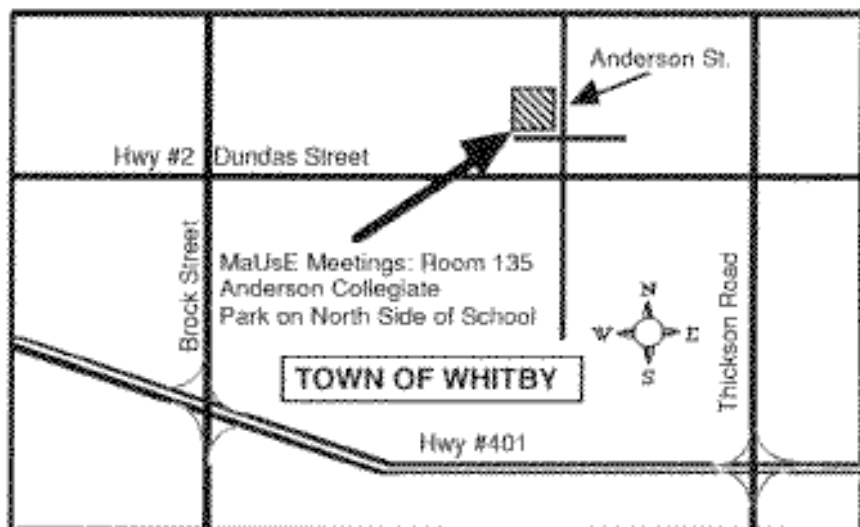 Anderson St.
Hwy #2 Dundas Street
MaUsE Meetings: Room 135
Anderson Collegiate
Park on North Side of School
Brock Street
Thickson Road
N
W E
S
TOWN OF WHITBY
Hwy #401